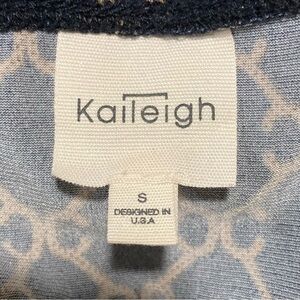 Kaileigh
S
DESIGNED IN
U.S.A